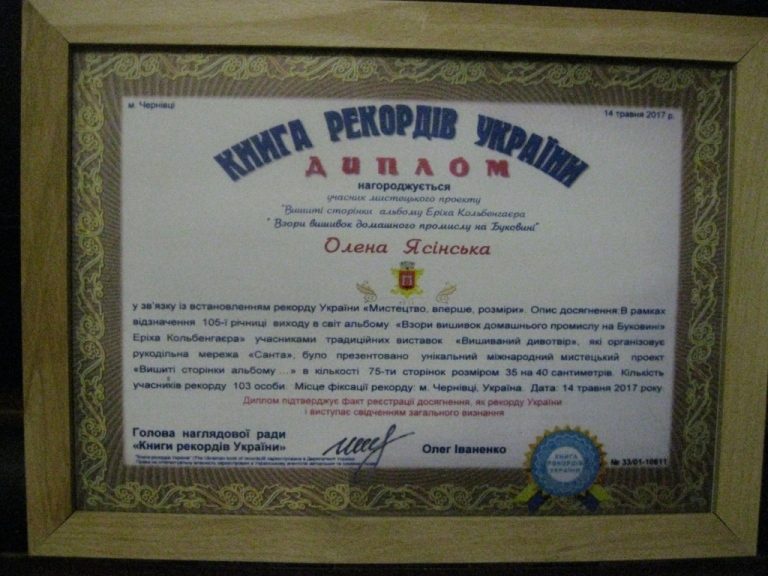 м. Чернівці
14 травня 2017 р.
КНИГА РЕКОРДІВ УКРАЇНИ
ДИПЛОМ
нагороджується
учасник мистецького проекту
"Вишиті сторінки альбому Еріха Кольбенгаєра
" Взори вишивок домашнього промислу на Буковині"
Олена Ясінська
у зв'язку із встановленням рекорду України «Мистецтво, вперше, розміри». Опис досягнення:В рамках
відзначення 105-ї річниці виходу в світ альбому «Взори вишивок домашнього промислу на Буковині»
Еріха Кольбенгаєра» учасниками традиційних виставок «Вишиваний дивотвір», які організовує
рукодільна мережа «Санта», було презентовано унікальний міжнародний мистецький проект
«Вишиті сторінки альбому ...» в кількості 75-ти сторінок розміром 35 на 40 сантиметрів. Кількість
учасників рекорду 103 особи. Місце фіксації рекорду: м. Чернівці, Україна. Дата: 14 травня 2017 року.
Диплом підтверджує факт реєстрації досягнення, як рекорду України
і виступає свідченням загального визнання
Голова наглядової ради
«Книги рекордів України»
Олег Іваненко
КНИГА
РЕКОРДІВ
УКРАЇНИ
№ 33/01-10611